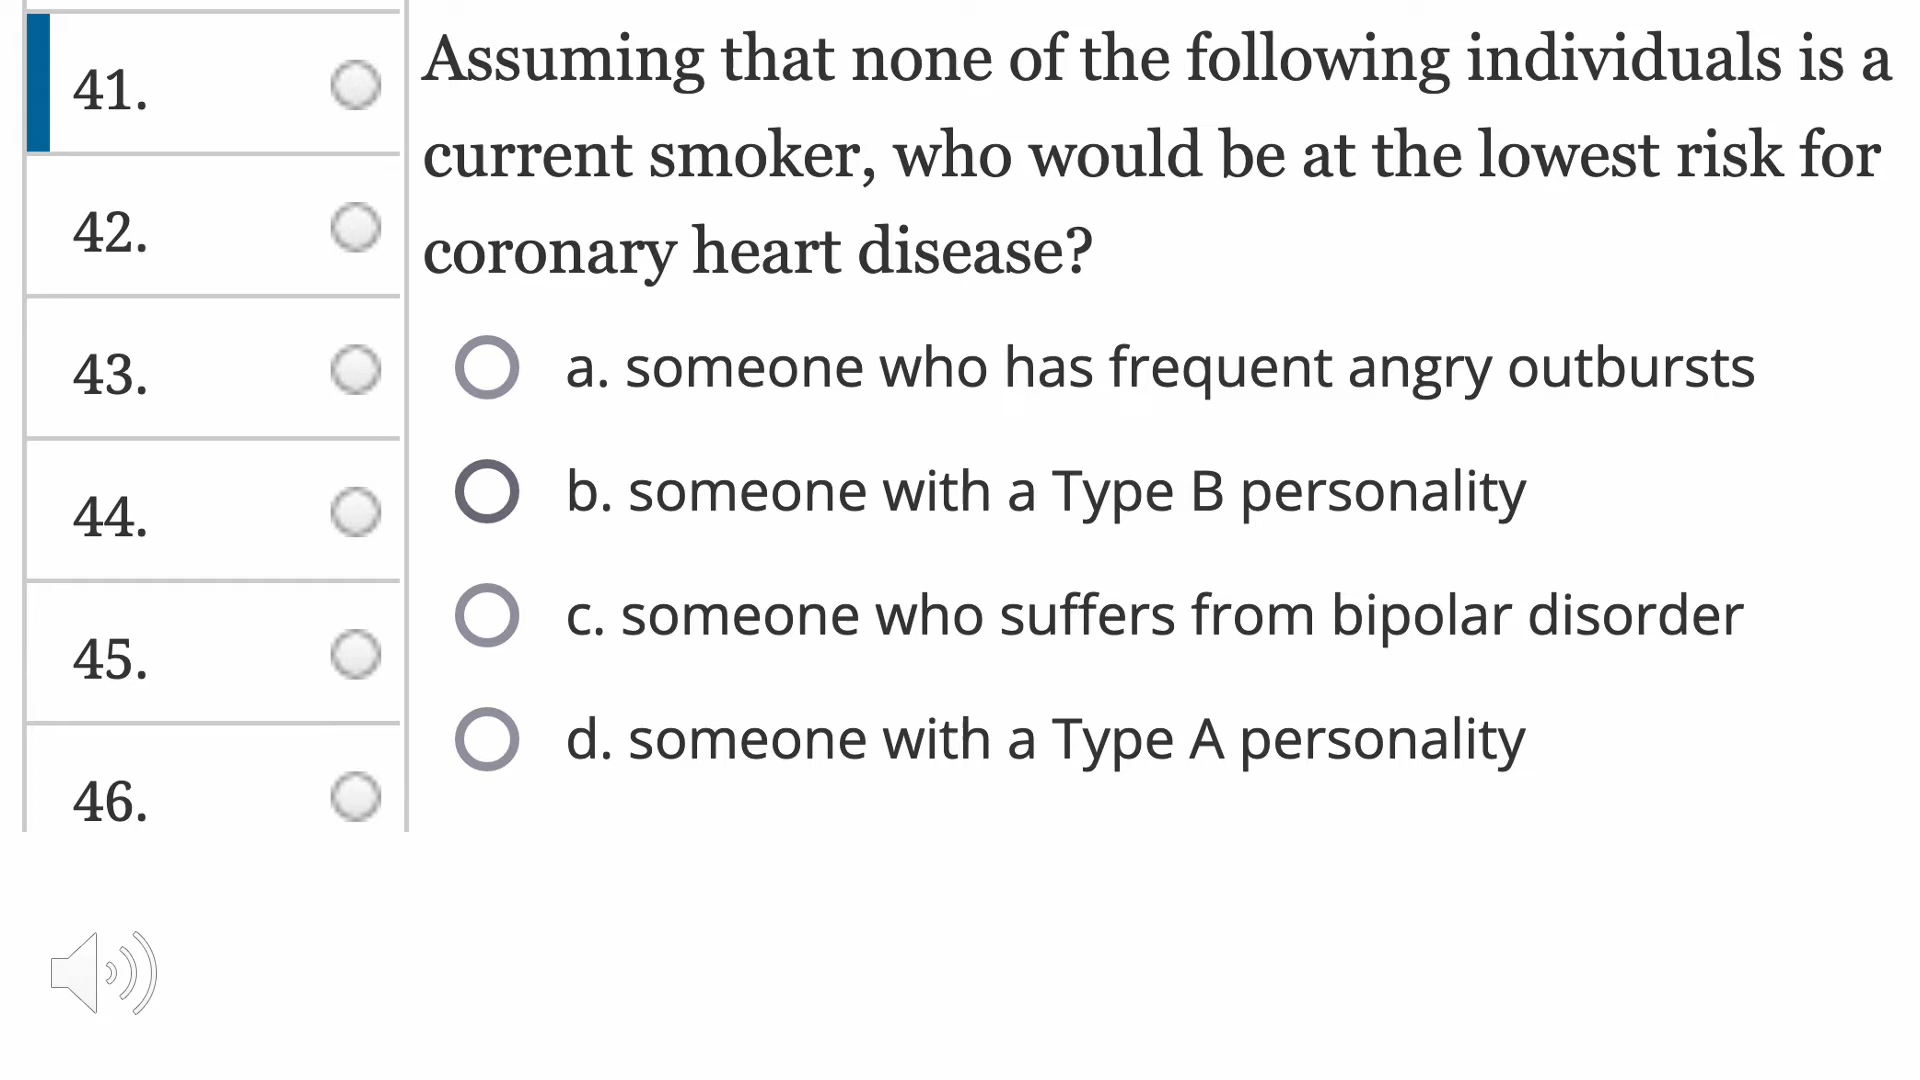 41.
42.
43.
44.
45.
46.
Assuming that none of the following individuals is a
current smoker, who would be at the lowest risk for
coronary heart disease?
a. someone who has frequent angry outbursts
b. someone with a Type B personality
c. someone who suffers from bipolar disorder
d. someone with a Type A personality